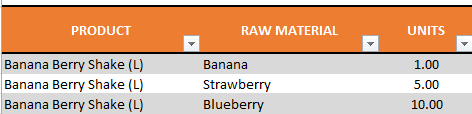 PRODUCT RAW MATERIAL UNITS
Banana Berry Shake (L) Banana 1.00
Banana Berry Shake (L) Strawberry 5.00
Banana Berry Shake (L) Blueberry 10.00